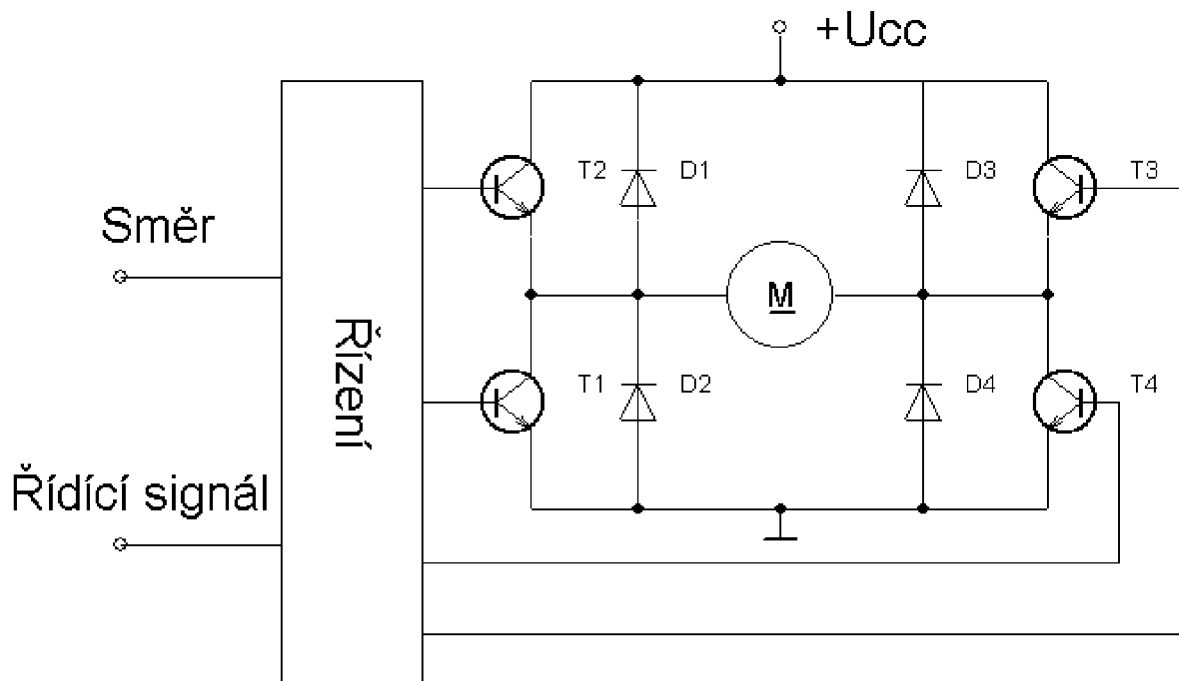 +Ucc
T2
D1
D3
T3
Směr
M
Řízení
T1
D2
D4
T4
Řídící signál